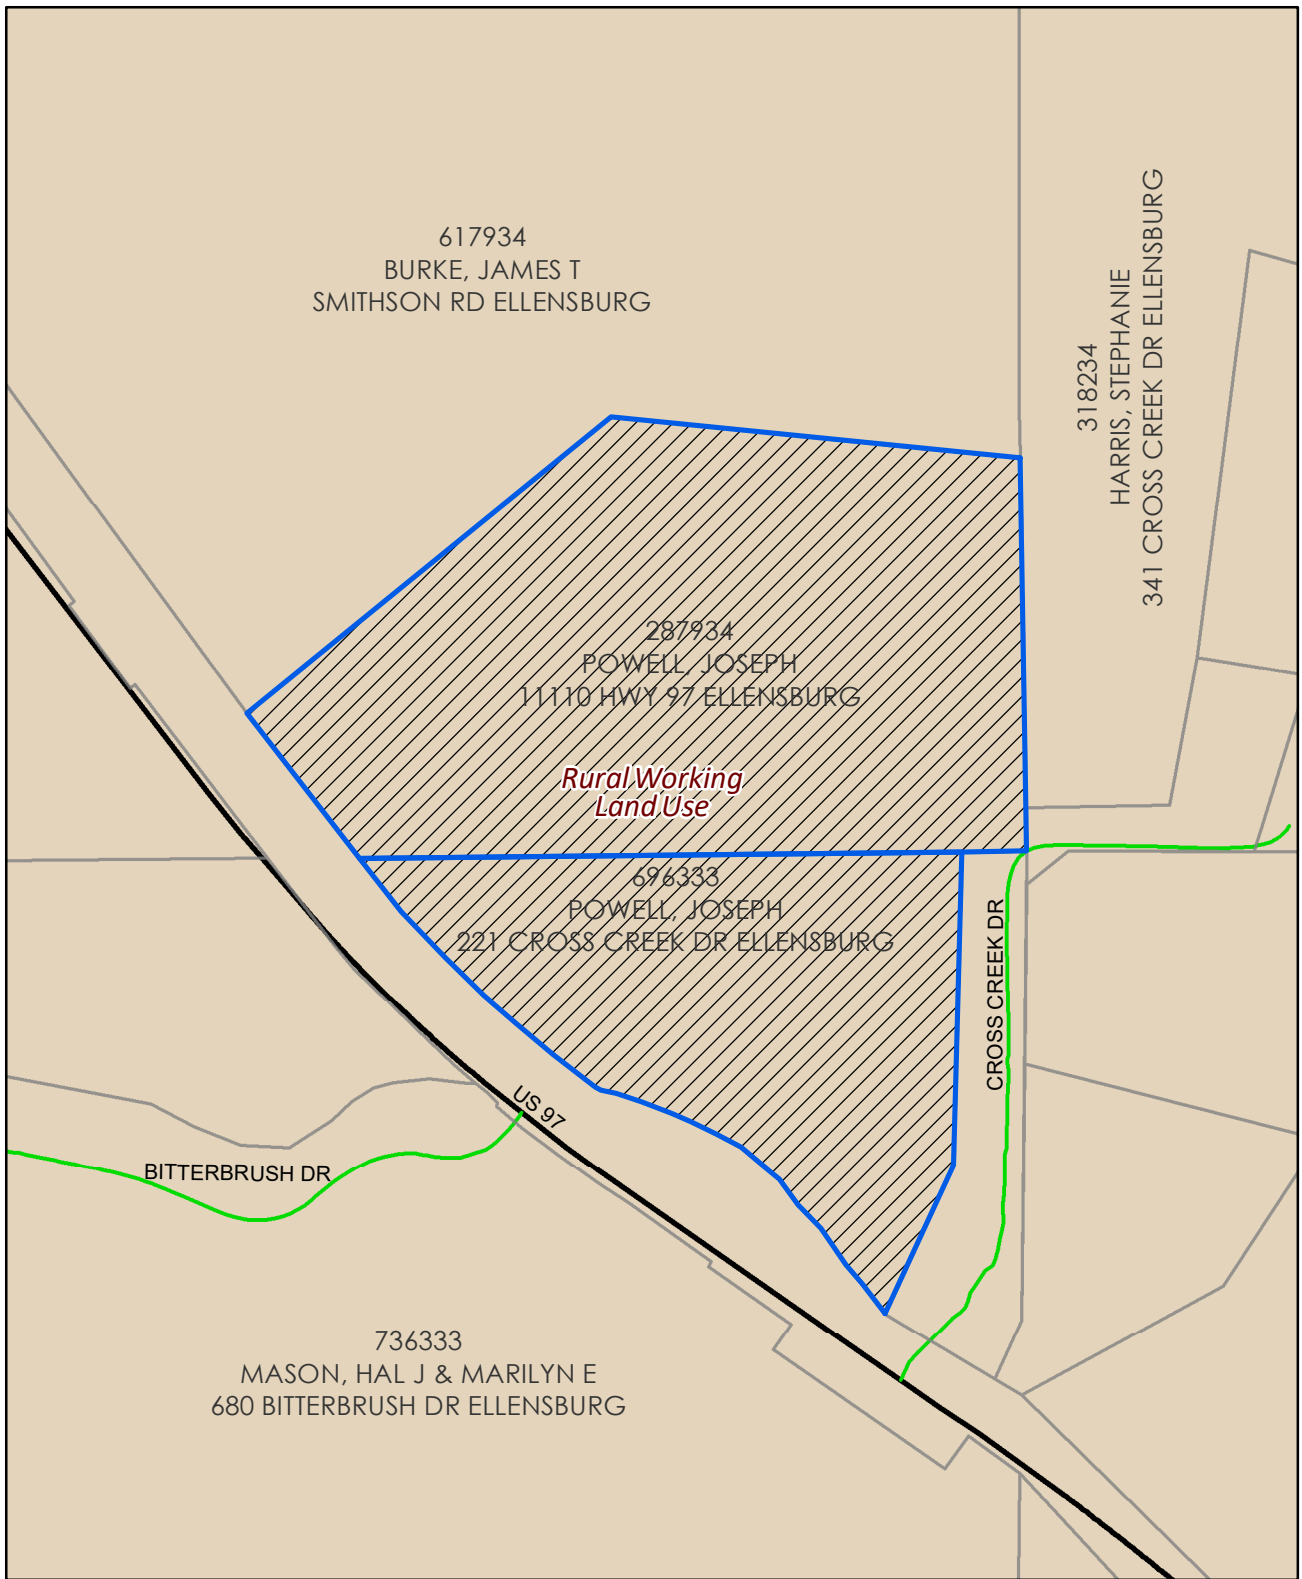 617934
BURKE, JAMES T
SMITHSON RD ELLENSBURG
318234
HARRIS, STEPHANIE
341 CROSS CREEK DR ELLENSBURG
287934
POWELL, JOSEPH
11110 HWY 97 ELLENSBURG
Rural Working
Land Use
696333
POWELL, JOSEPH
221 CROSS CREEK DR ELLENSBURG
CROSS CREEK DR
US 97
BITTERBRUSH DR
736333
MASON, HAL J & MARILYN E
680 BITTERBRUSH DR ELLENSBURG